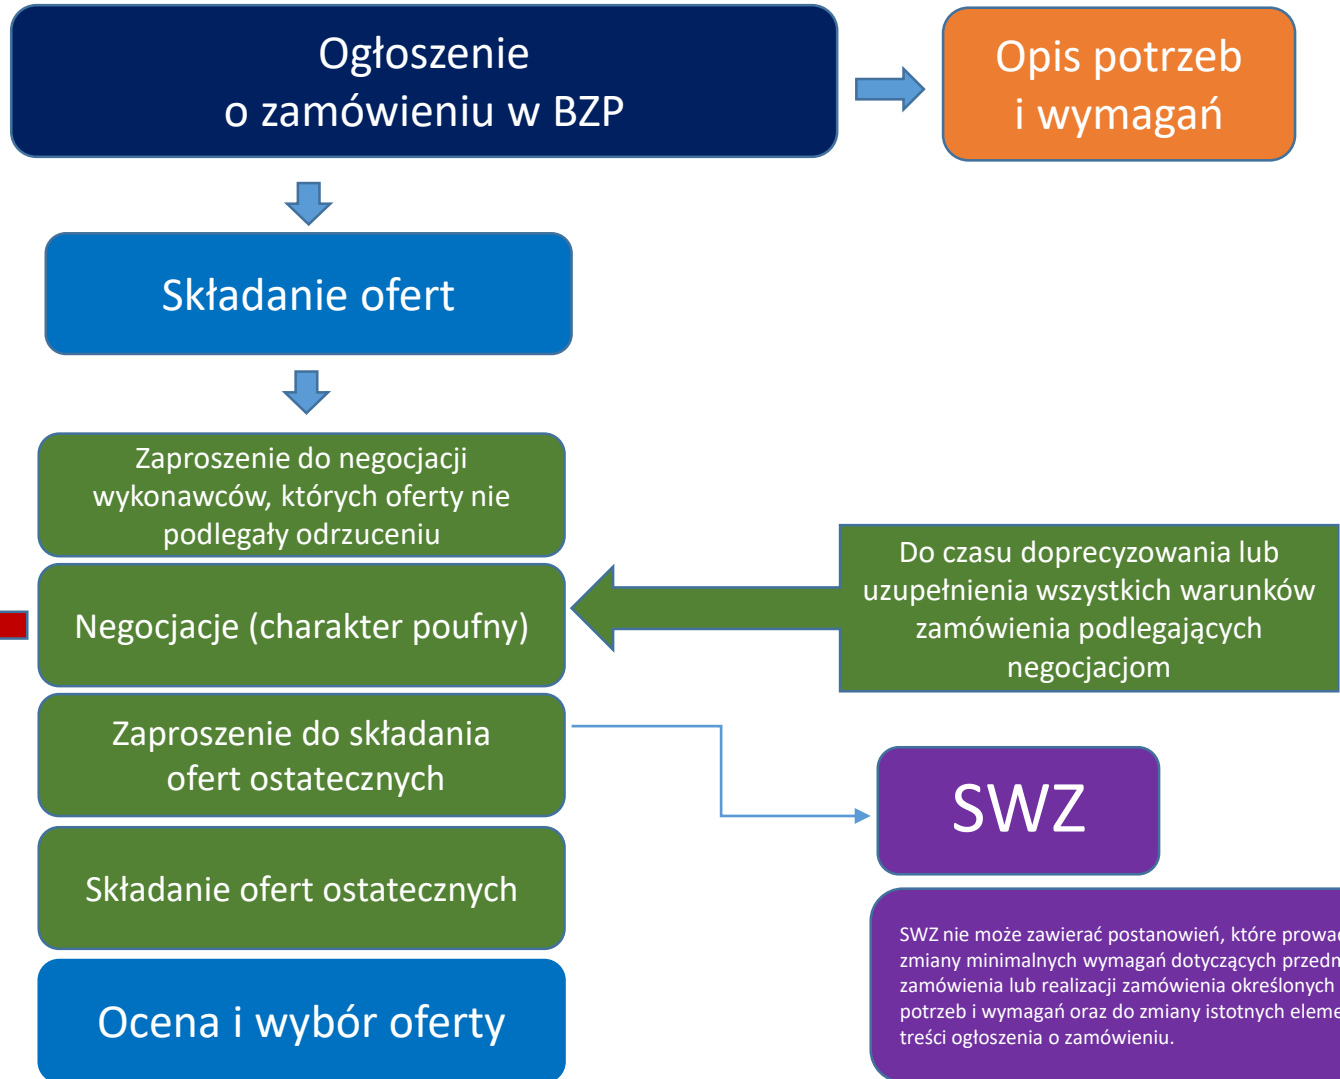 Ogłoszenie
o zamówieniu w BZP
Opis potrzeb
i wymagań
Składanie ofert
Zaproszenie do negocjacji
wykonawców, których oferty nie
podlegały odrzuceniu
Negocjacje (charakter poufny)
Do czasu doprecyzowania lub
uzupełnienia wszystkich warunków
zamówienia podlegających
negocjacjom
Zaproszenie do składania
ofert ostatecznych
SWZ
Składanie ofert ostatecznych
SWZ nie może zawierać postanowień, które
zmiany minimalnych wymagań dotyczących
zamówienia lub realizacji zamówienia określonych
potrzeb i wymagań oraz do zmiany istotnych
treści ogłoszenia o zamówieniu.
Ocena i wybór oferty